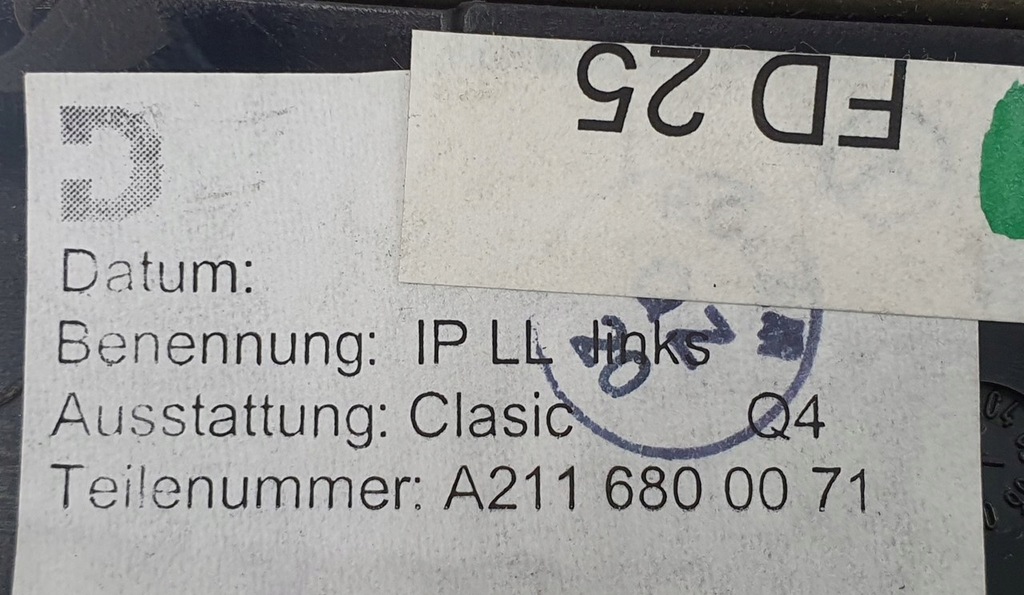 FD 25
Datum:
Benennung: IP LL links
Ausstattung: Clasic Q4
Teilenummer: A211 680 00 71